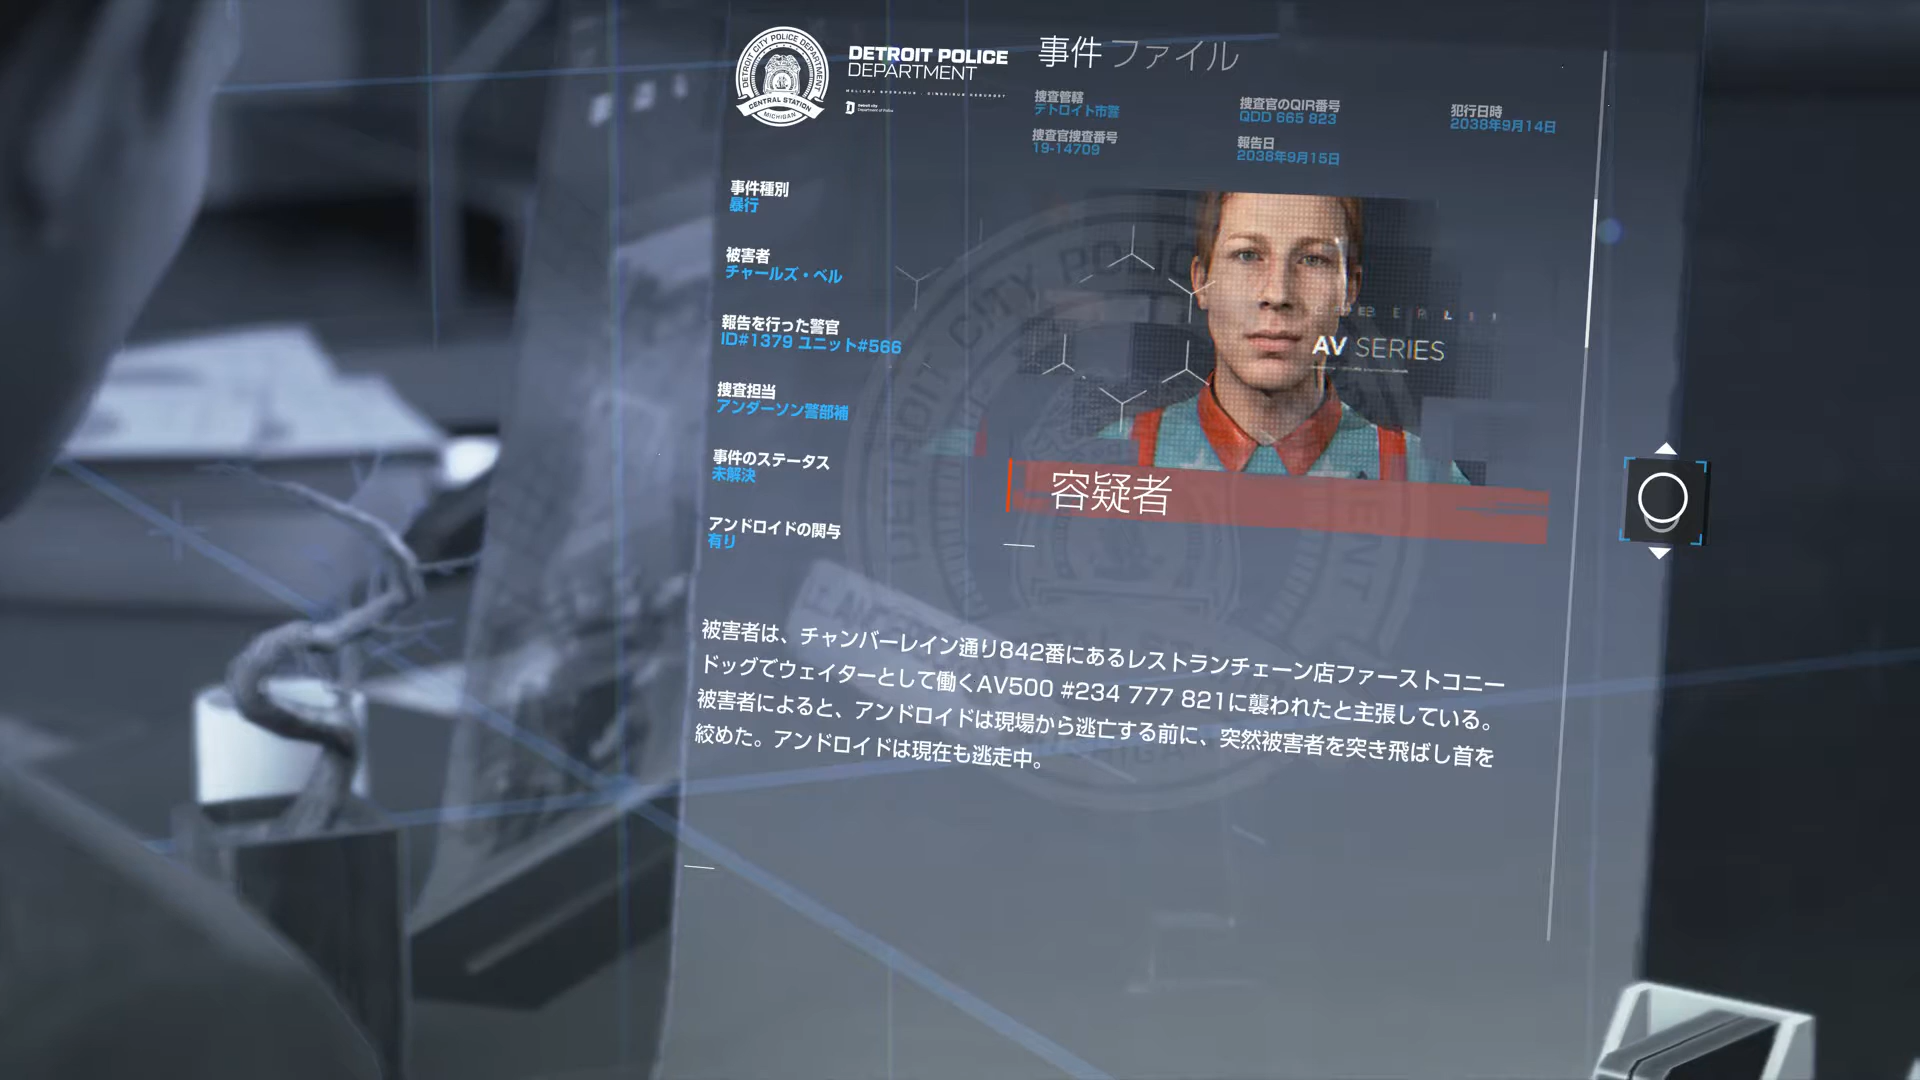 DETROIT CITY POLICE DEPARTMENT
CENTRAL STATION
MICHIGAN
DETROIT POLICE
DEPARTMENT
事件ファイル
捜査管轄
デトロイト市警
捜査官のQIR番号
QDD 665 823
犯行日時
2038年9月14日
捜査官捜査番号
19-14709
報告日
2038年9月15日
事件種別
暴行
被害者
チャールズ・ベル
報告を行った警官
ID#1379 ユニット#566
捜査担当
アンダーソン警部補
事件のステータス
未解決
アンドロイドの関与
有り
AV SERIES
容疑者
被害者は、チャンバーレイン通り842番にあるレストランチェーン店ファーストコニー
ドッグでウェイターとして働くAV500 #234 777 821に襲われたと主張している。
被害者によると、アンドロイドは現場から逃亡する前に、突然被害者を突き飛ばし首を
絞めた。アンドロイドは現在も逃走中。